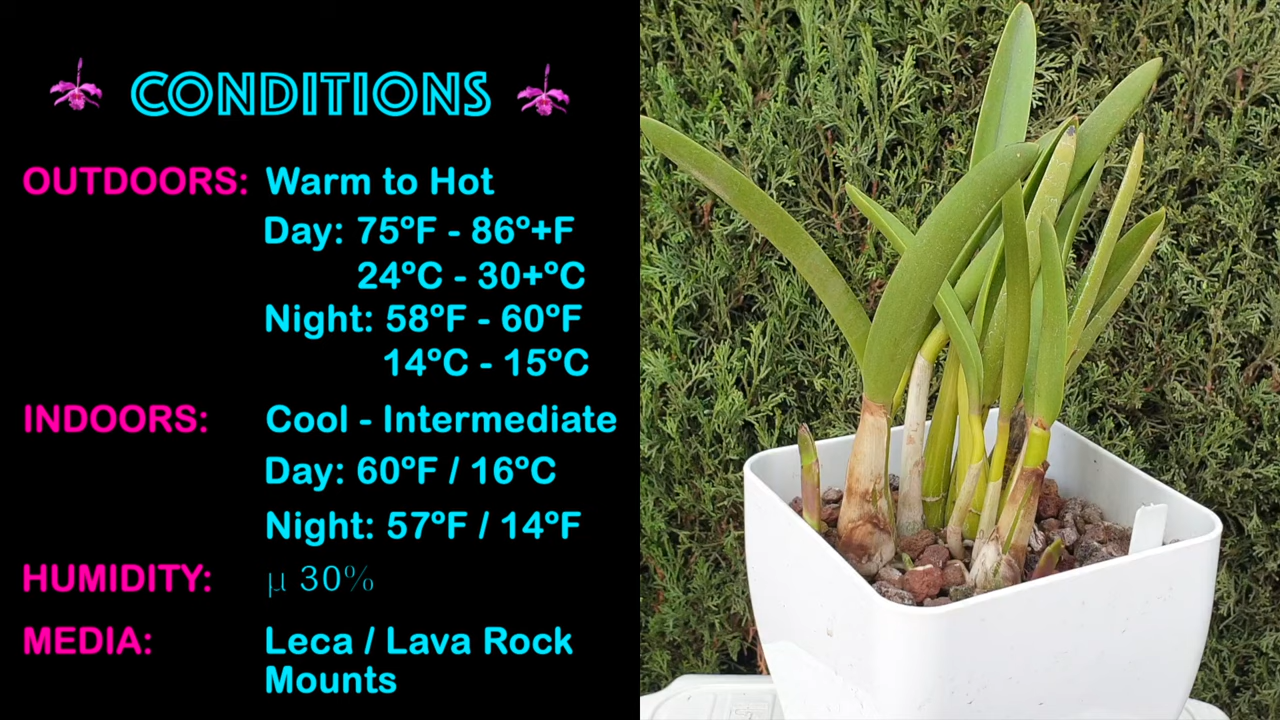 CONDITIONS
OUTDOORS: Warm to Hot
Day: 75ºF - 86º+F
24ºC - 30+ºC
Night: 58ºF - 60ºF
14ºC - 15ºC
INDOORS: Cool - Intermediate
Day: 60ºF / 16ºC
Night: 57ºF / 14ºF
HUMIDITY: µ 30%
MEDIA: Leca / Lava Rock
Mounts